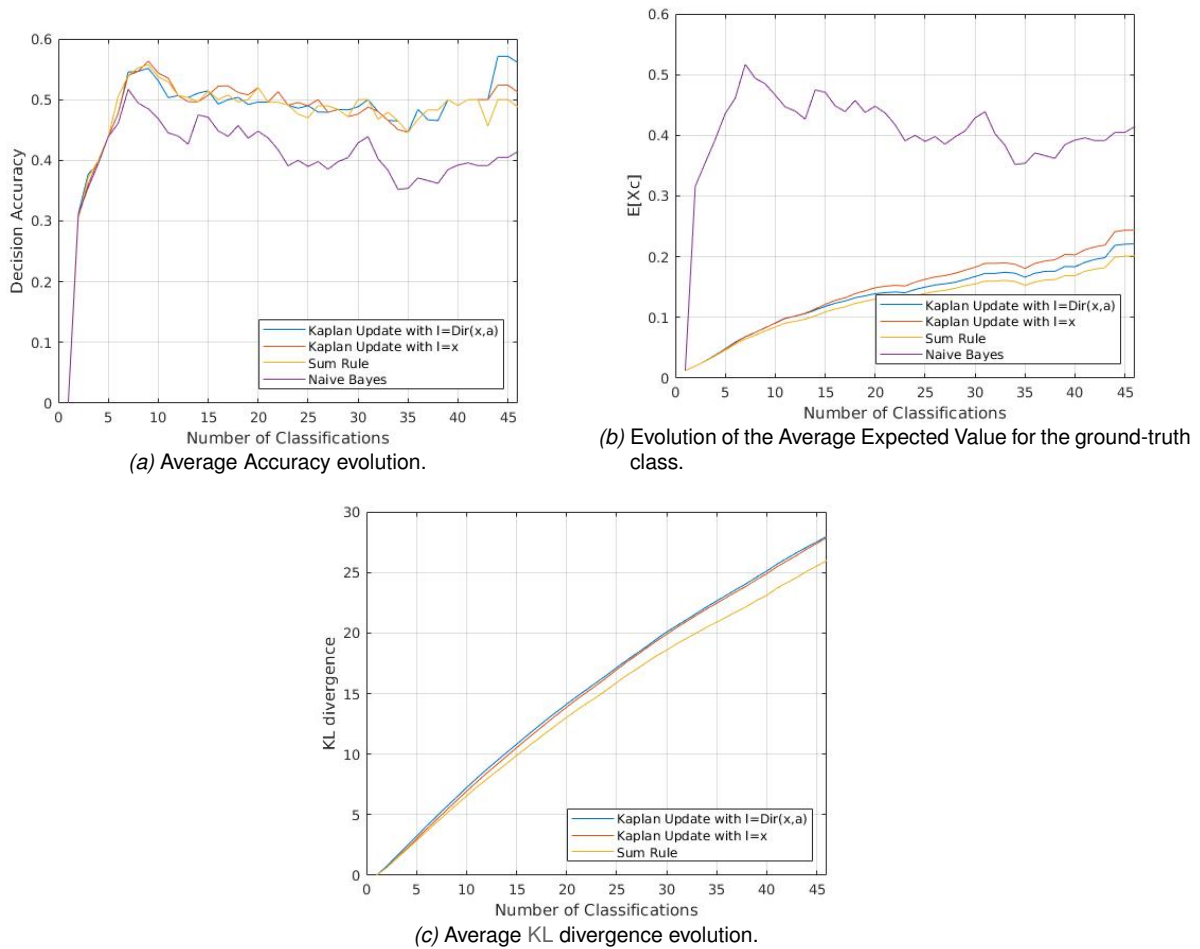 0.6
0.5
0.4
0.3
0.2
0.1
0
Decision Accuracy
Kaplan Update with l=Dir(x,a)
Kaplan Update with l=x
Sum Rule
Naive Bayes
0 5 10 15 20 25 30 35 40 45
Number of Classifications
(a) Average Accuracy evolution.
0.6
0.5
0.4
0.3
0.2
0.1
0
E[Xc]
Kaplan Update with l=Dir(x,a)
Kaplan Update with l=x
Sum Rule
Naive Bayes
0 5 10 15 20 25 30 35 40 45
Number of Classifications
(b) Evolution of the Average Expected Value for the ground-truth
class.
30
25
20
15
10
5
0
KL divergence
Kaplan Update with l=Dir(x,a)
Kaplan Update with l=x
Sum Rule
0 5 10 15 20 25 30 35 40 45
Number of Classifications
(c) Average KL divergence evolution.